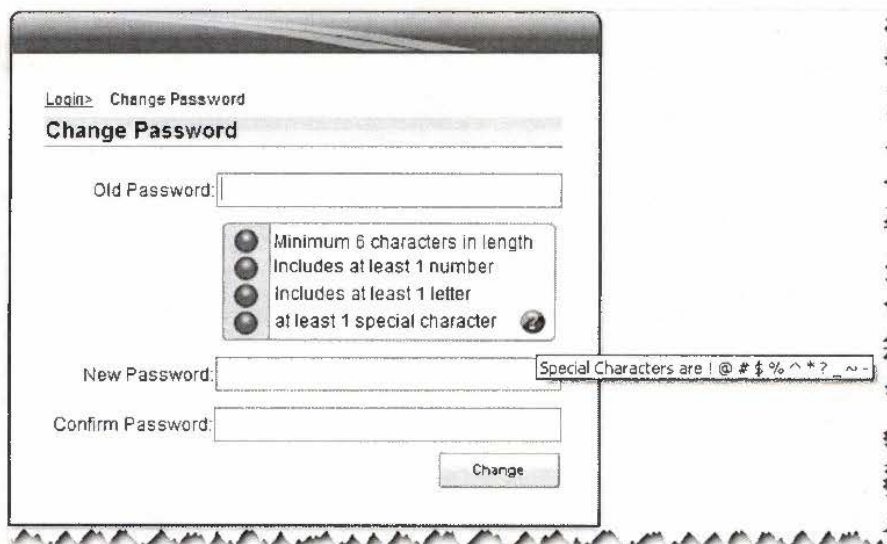 Login> Change Password
Change Password
Old Password:
Minimum 6 characters in length
Includes at least 1 number
Includes at least 1 letter
at least 1 special character ?
New Password:
Special Characters are ! @ # $ % ^ * ? _ ~ -
Confirm Password:
Change